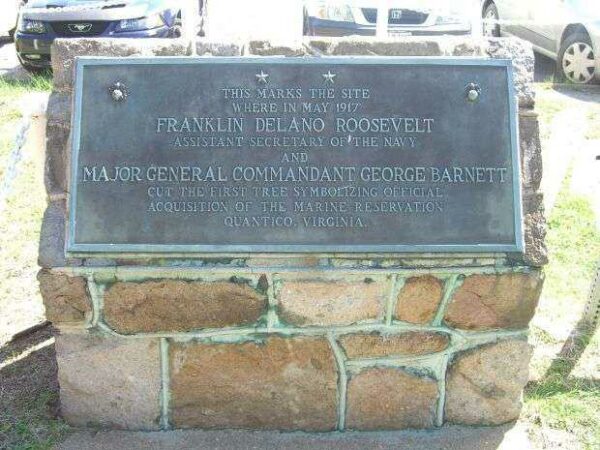 THIS MARKS THE SITE
WHERE IN MAY 1917
FRANKLIN DELANO ROOSEVELT
ASSISTANT SECRETARY OF THE NAVY
AND
MAJOR GENERAL COMMANDANT GEORGE BARNETT
CUT THE FIRST TREE SYMBOLIZING OFFICIAL
ACQUISITION OF THE MARINE RESERVATION
QUANTICO, VIRGINIA.